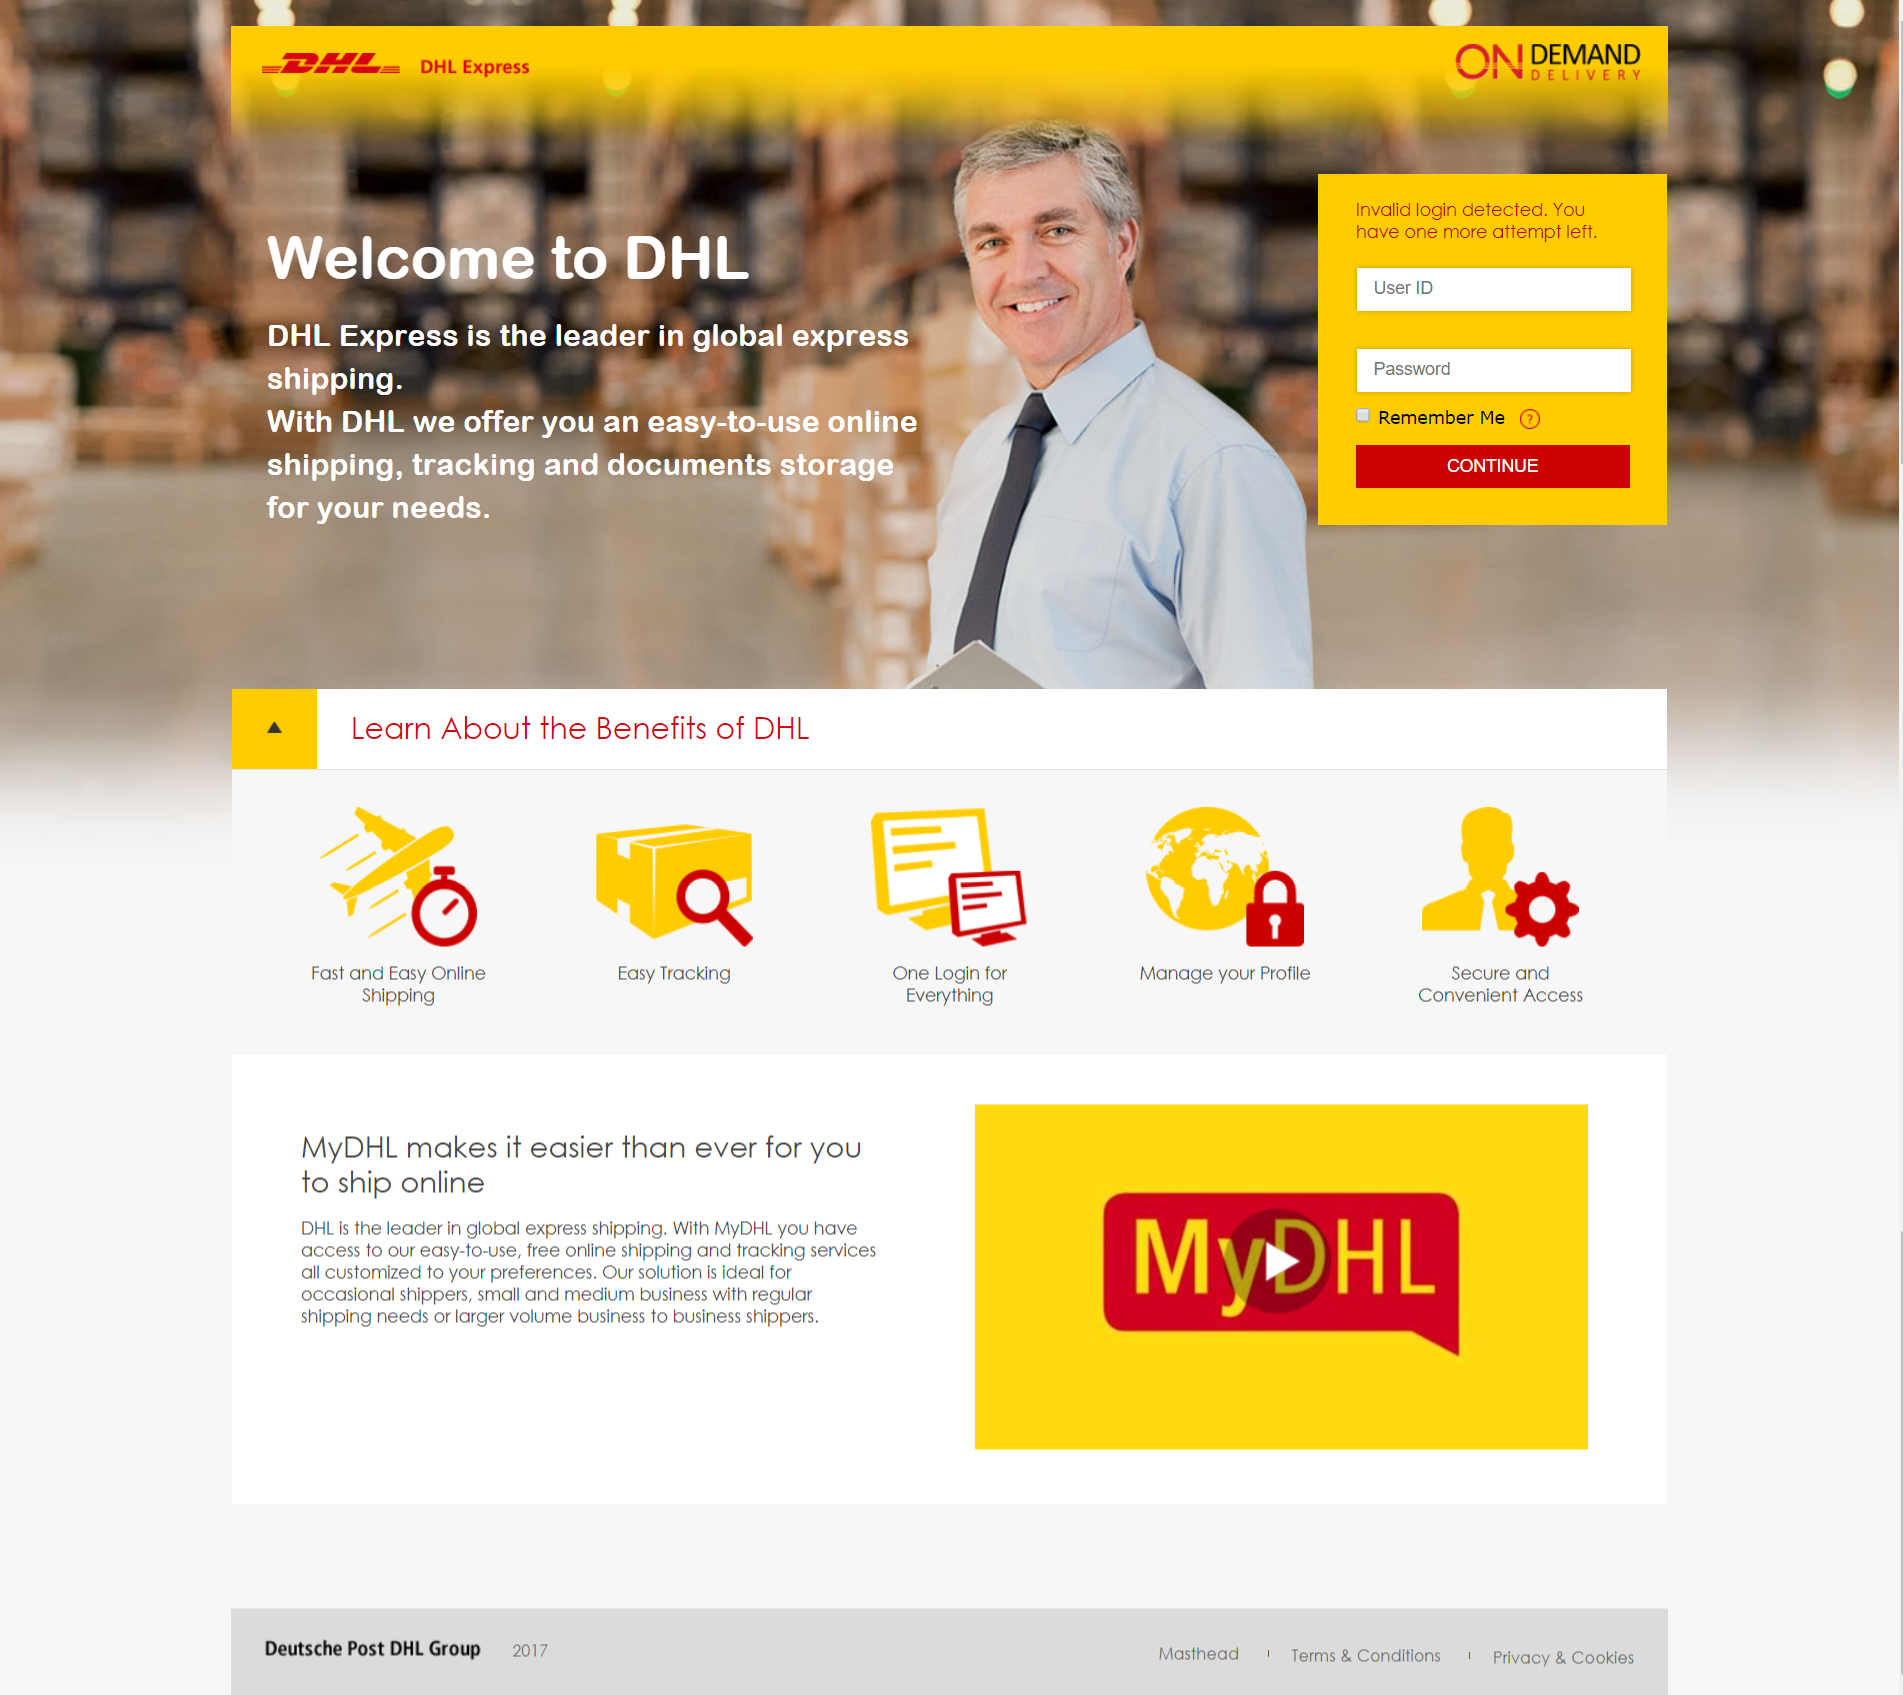 DHL DHL Express
ON DEMAND
DELIVERY
Invalid login detected. You
have one more attempt left.
User ID
Password
Remember Me ?
CONTINUE
Welcome to DHL
DHL Express is the leader in global express
shipping.
With DHL we offer you an easy-to-use online
shipping, tracking and documents storage
for your needs.
Learn About the Benefits of DHL
Fast and Easy Online
Shipping
Easy Tracking
One Login for
Everything
Manage your Profile
Secure and
Convenient Access
MyDHL makes it easier than ever for you
to ship online
DHL is the leader in global express shipping. With MyDHL you have
access to our easy-to-use, free online shipping and tracking services
all customized to your preferences. Our solution is ideal for
occasional shippers, small and medium business with regular
shipping needs or larger volume business to business shippers.
MyDHL
Deutsche Post DHL Group 2017
Masthead | Terms & Conditions | Privacy & Cookies